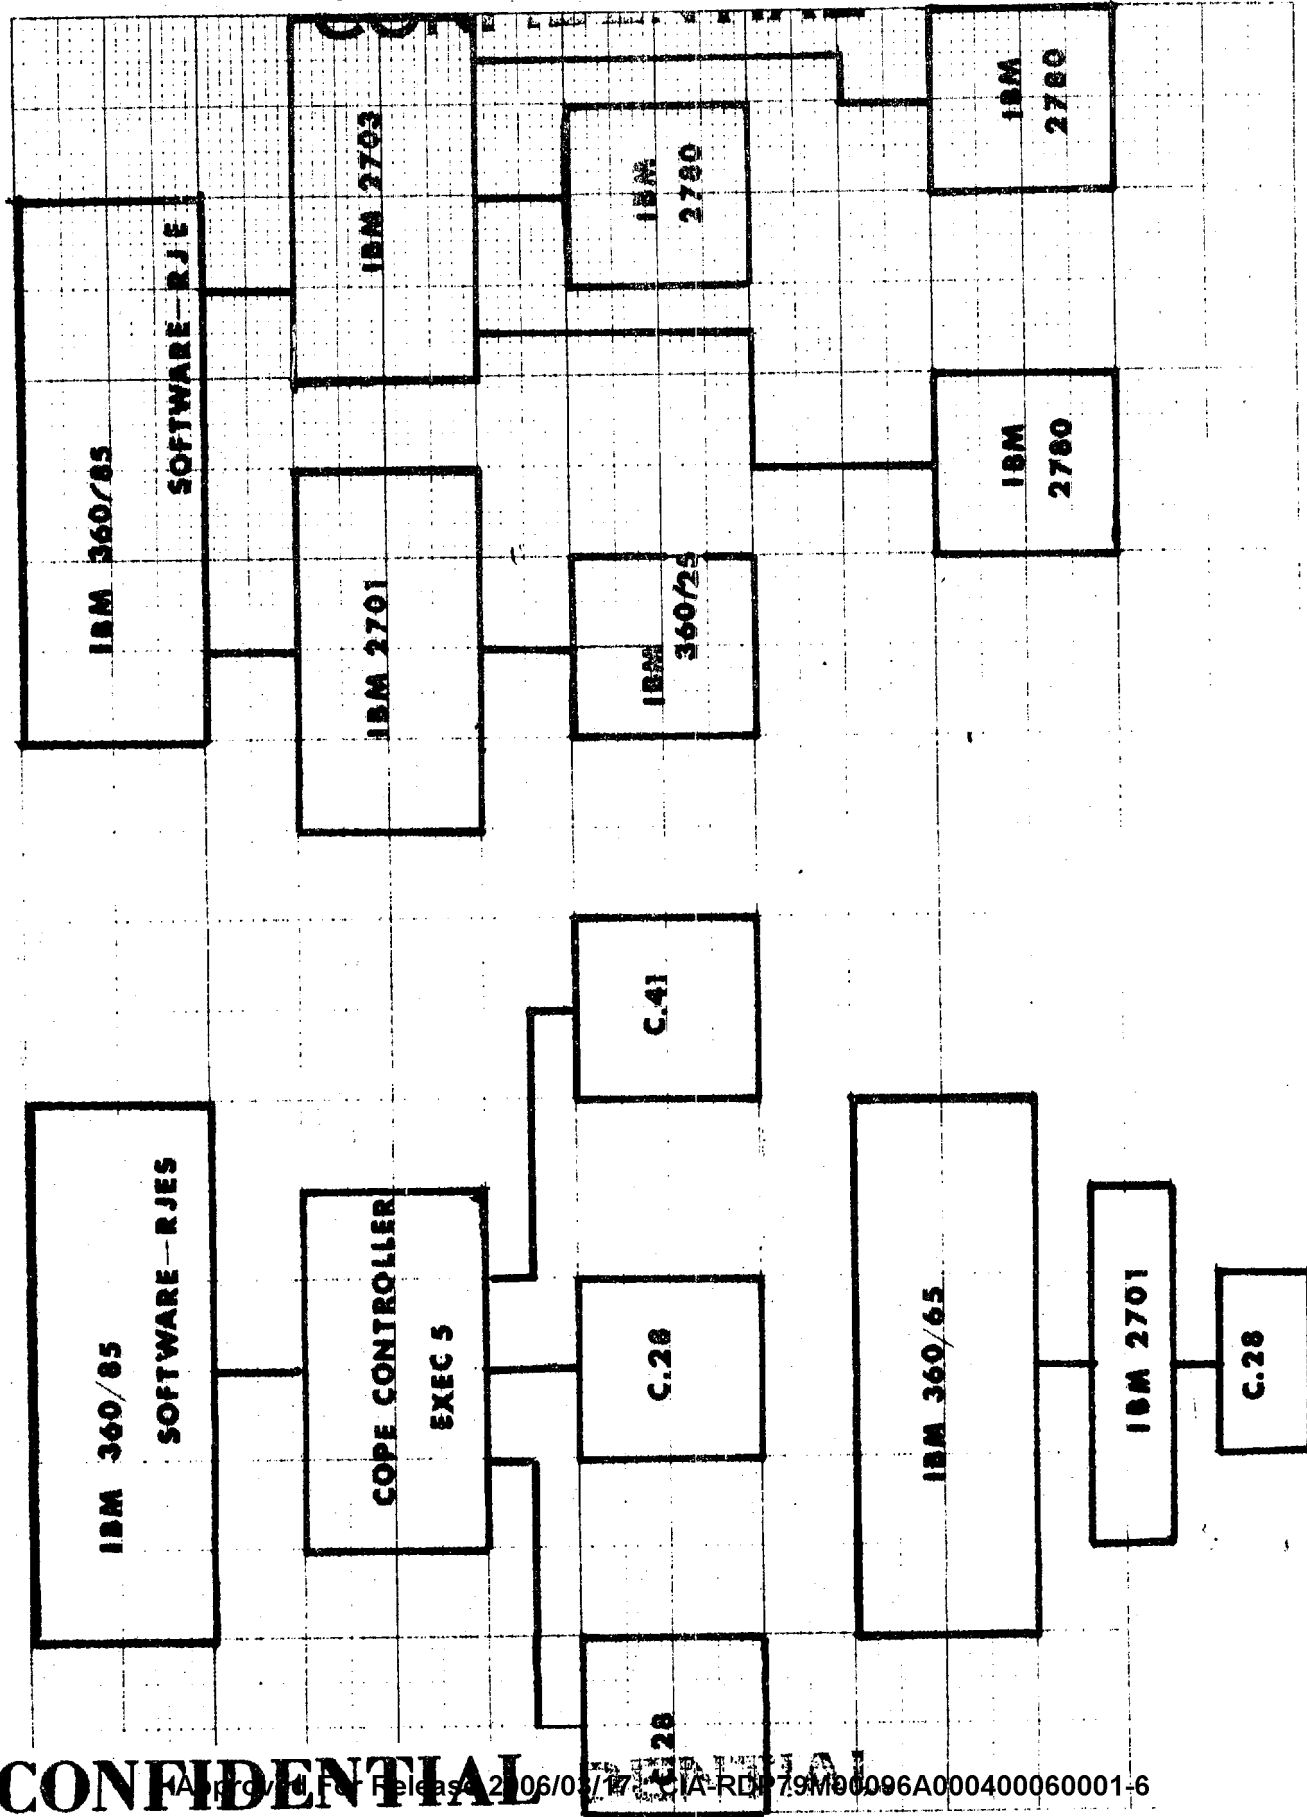 IBM 360/85
SOFTWARE—RJES
COPE CONTROLLER
EXEC 5
C.28
C.28
C.41
IBM 360/65
IBM 2701
C.28
IBM 360/85
SOFTWARE—RJE
IBM 2701
IBM 2703
IBM
360/25
IBM
2780
IBM
2780
IBM
2780
CONFIDENTIAL
Approved For Release 2006/03/17 : CIA-RDP79M00096A000400060001-6